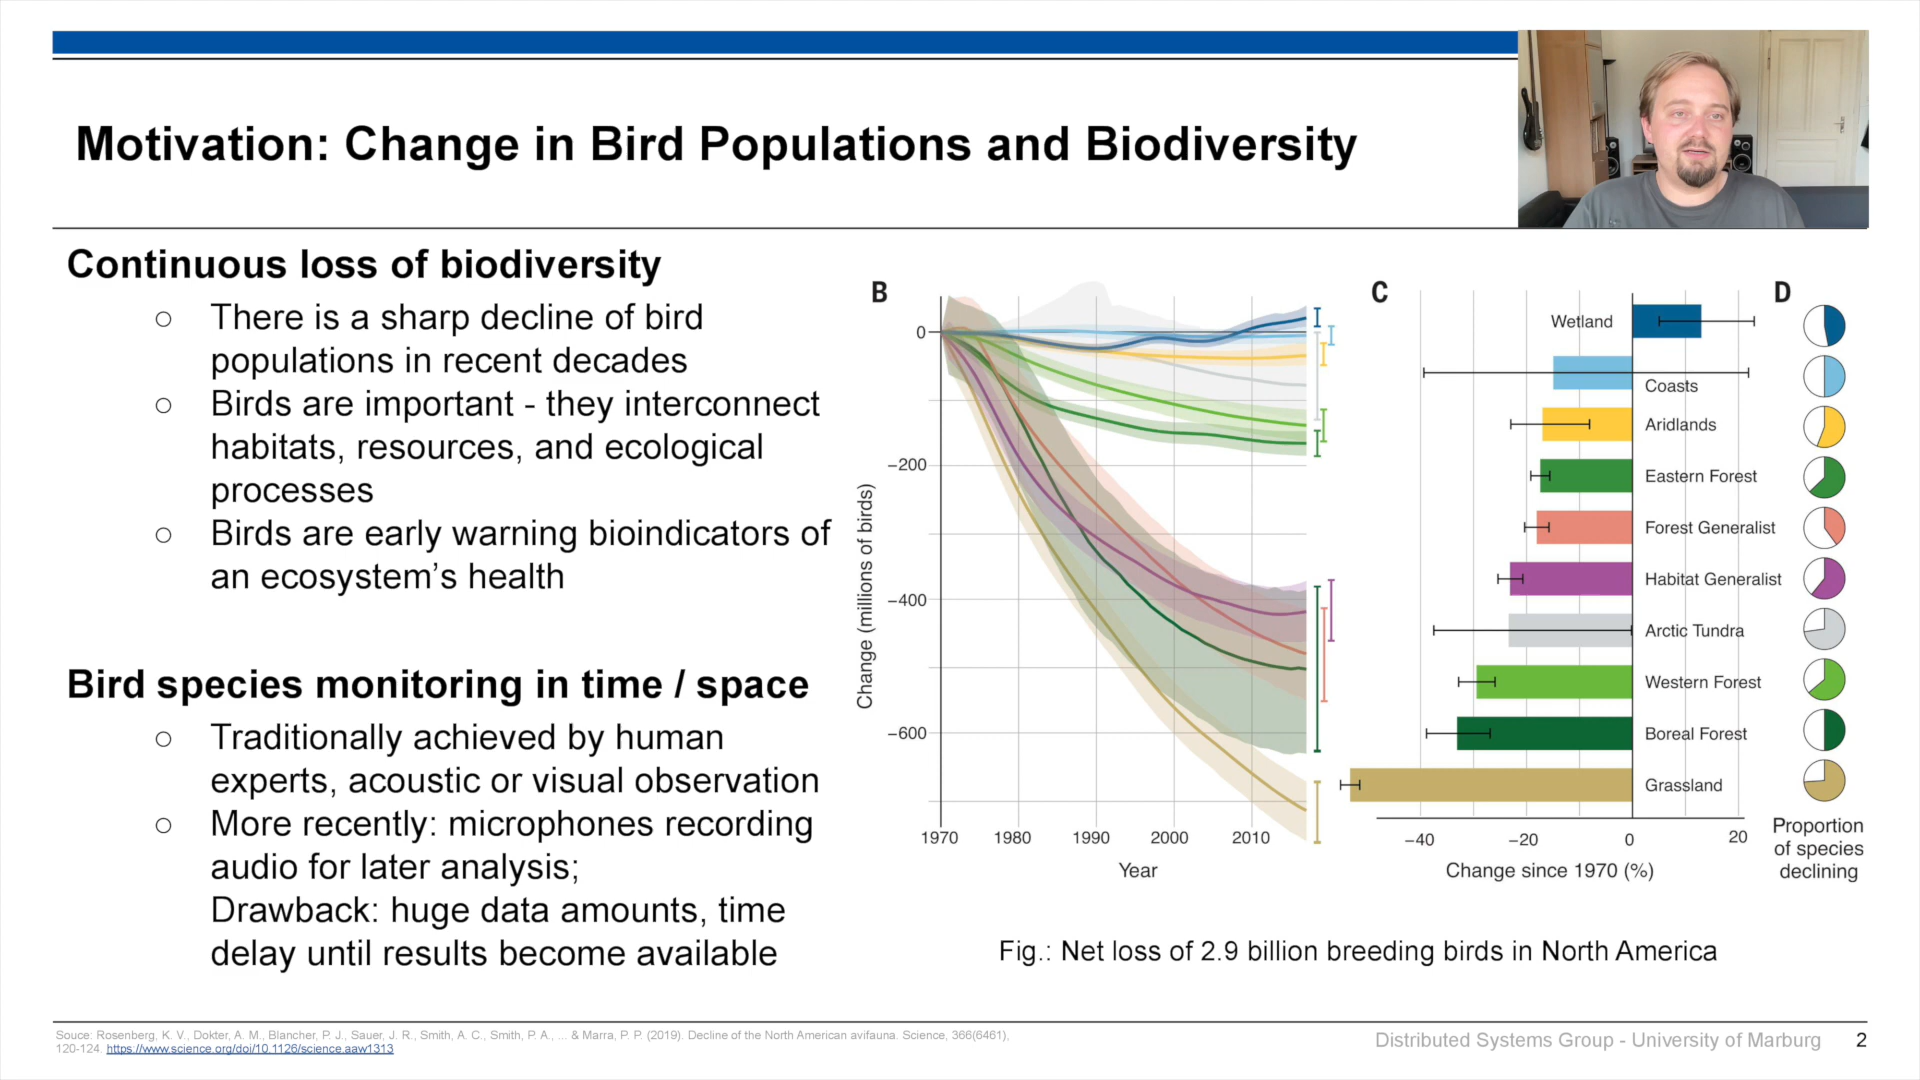 Motivation: Change in Bird Populations and Biodiversity
Continuous loss of biodiversity
○ There is a sharp decline of bird
populations in recent decades
○ Birds are important - they interconnect
habitats, resources, and ecological
processes
○ Birds are early warning bioindicators of
an ecosystem’s health
Bird species monitoring in time / space
○ Traditionally achieved by human
experts, acoustic or visual observation
○ More recently: microphones recording
audio for later analysis;
Drawback: huge data amounts, time
delay until results become available
B
Change (millions of birds)
0
−200
−400
−600
1970 1980 1990 2000 2010
Year
C
Wetland
Coasts
Aridlands
Eastern Forest
Forest Generalist
Habitat Generalist
Arctic Tundra
Western Forest
Boreal Forest
Grassland
−40 −20 0 20
Change since 1970 (%)
D
Proportion
of species
declining
Fig.: Net loss of 2.9 billion breeding birds in North America
Souce: Rosenberg, K. V., Dokter, A. M., Blancher, P. J., Sauer, J. R., Smith, A. C., Smith, P. A., ... & Marra, P. P. (2019). Decline of the North American avifauna. Science, 366(6461),
120-124. https://www.science.org/doi/10.1126/science.aaw1313
Distributed Systems Group - University of Marburg 2